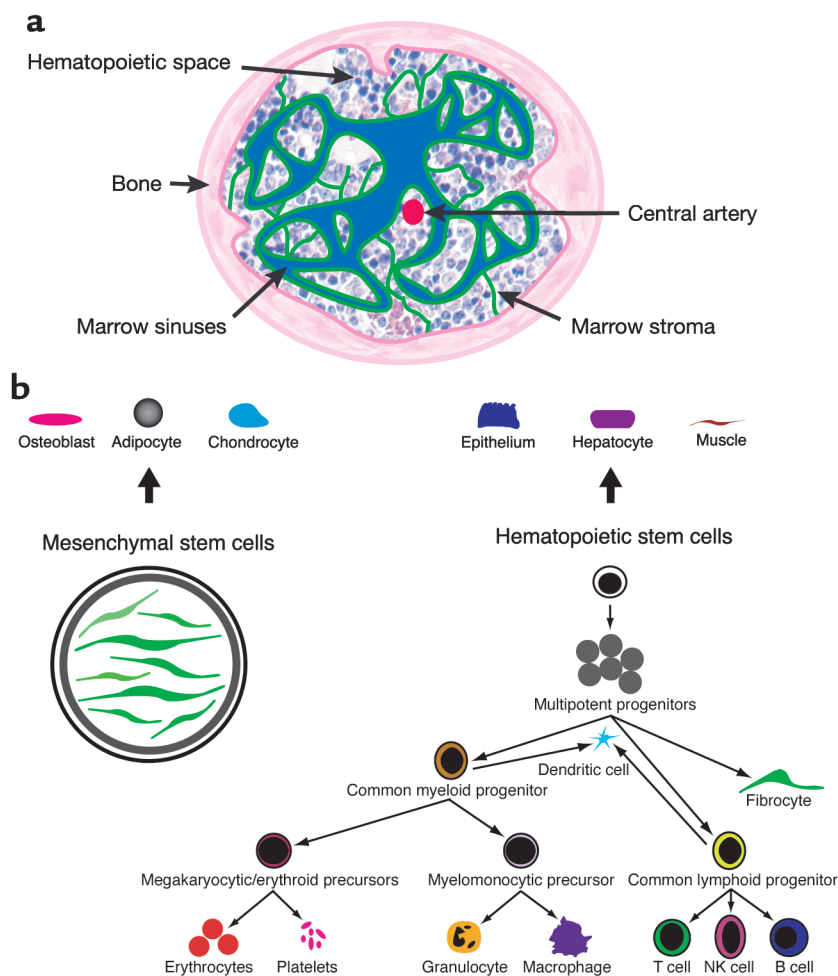 a
Hematopoietic space
Bone
Central artery
Marrow sinuses
Marrow stroma
b
Osteoblast
Adipocyte
Chondrocyte
Epithelium
Hepatocyte
Muscle
Mesenchymal stem cells
Hematopoietic stem cells
Multipotent progenitors
Dendritic cell
Common myeloid progenitor
Fibrocyte
Megakaryocytic/erythroid precursors
Myelomonocytic precursor
Common lymphoid progenitor
Erythrocytes
Platelets
Granulocyte
Macrophage
T cell
NK cell
B cell